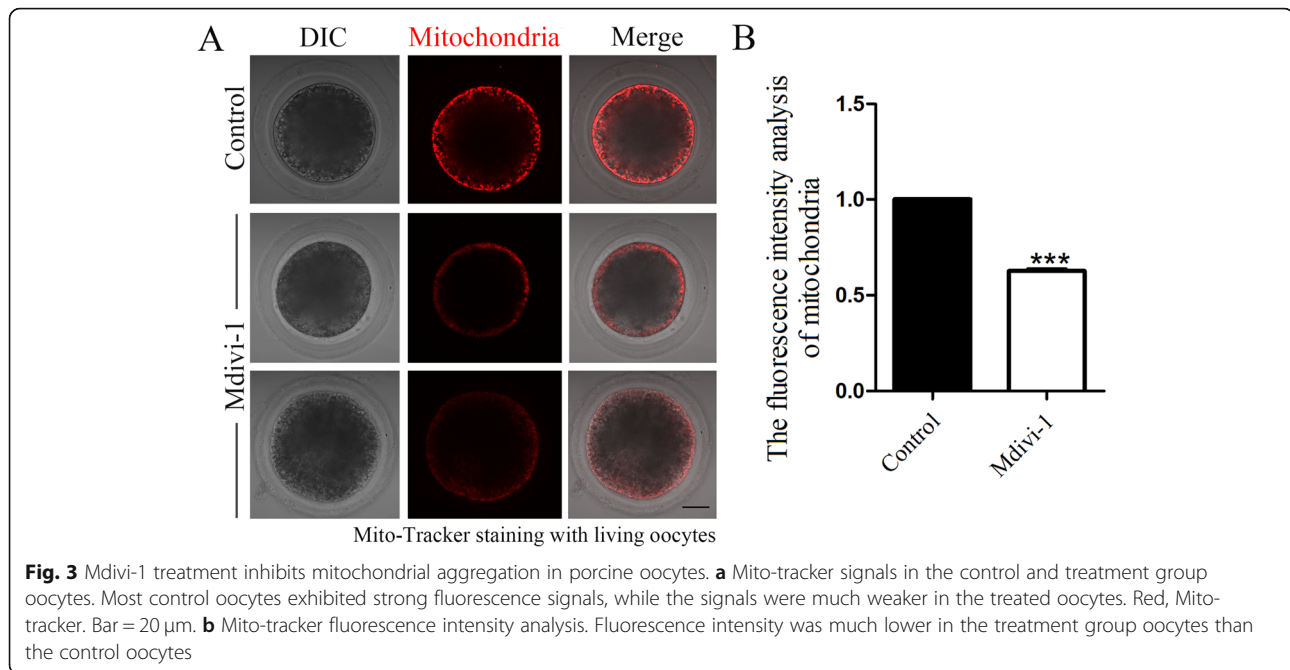 A
DIC Mitochondria Merge
Control
Mdivi-1
Mito-Tracker staining with living oocytes
B
The fluorescence intensity analysis
of mitochondria
1.5
1.0
0.5
0.0
***
Control
Mdivi-1
Fig. 3 Mdivi-1 treatment inhibits mitochondrial aggregation in porcine oocytes. a Mito-tracker signals in the control and treatment group
oocytes. Most control oocytes exhibited strong fluorescence signals, while the signals were much weaker in the treated oocytes. Red, Mito-
tracker. Bar = 20 μm. b Mito-tracker fluorescence intensity analysis. Fluorescence intensity was much lower in the treatment group oocytes than
the control oocytes